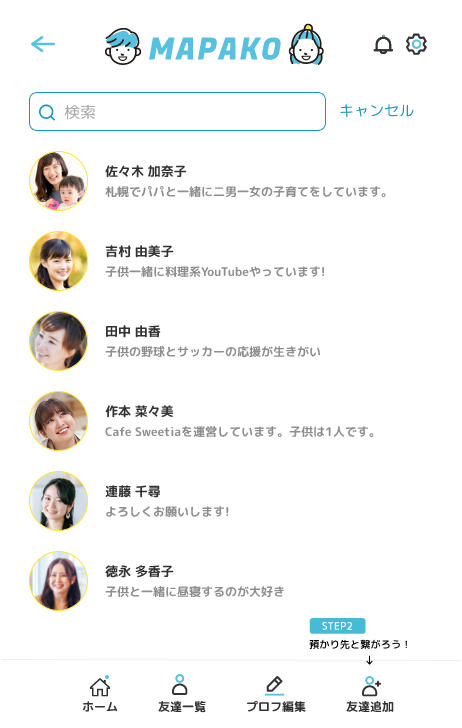 MAPAKO
検索
キャンセル
佐々木 加奈子
札幌でパパと一緒に二男一女の子育てをしています。
吉村 由美子
子供一緒に料理系YouTubeやっています!
田中 由香
子供の野球とサッカーの応援が生きがい
作本 菜々美
Cafe Sweetiaを運営しています。子供は1人です。
連藤 千尋
よろしくお願いします!
徳永 多香子
子供と一緒に昼寝するのが大好き
STEP2
預かり先と繋がろう！
↓
ホーム
友達一覧
プロフ編集
友達追加